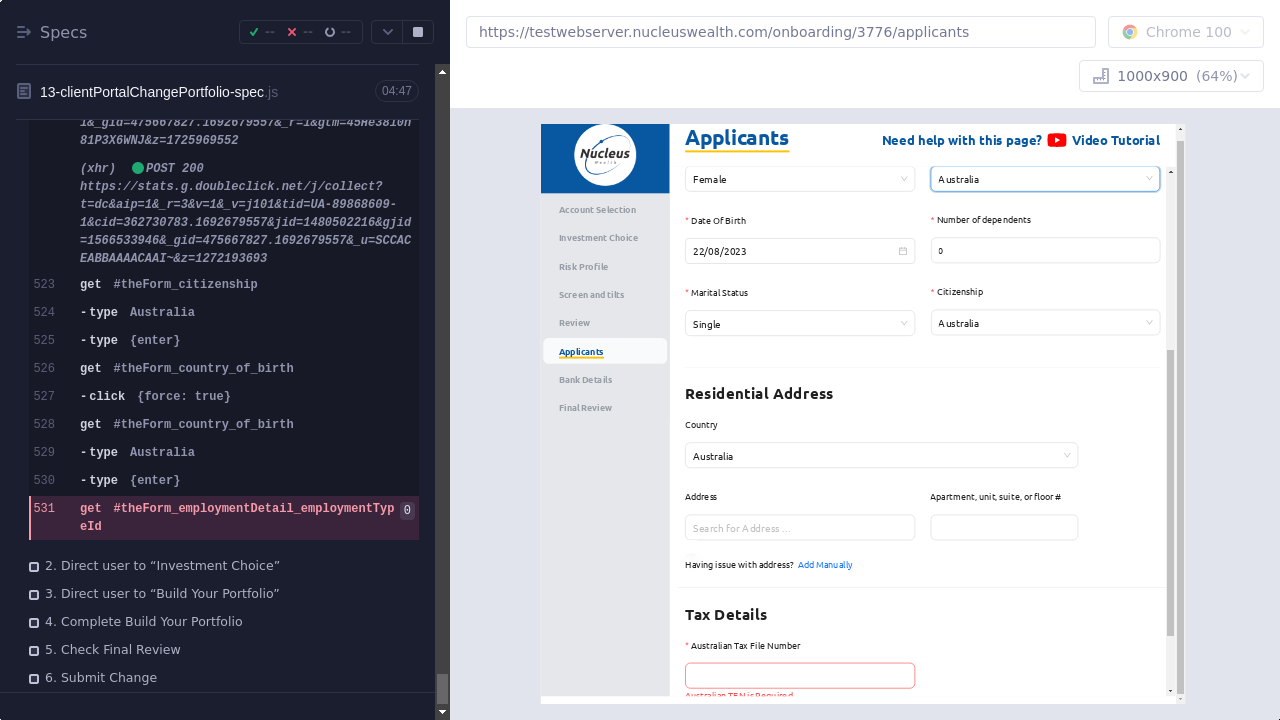 Specs
--
--
--
https://testwebserver.nucleuswealth.com/onboarding/3776/applicants
Chrome 100
1000x900 (64%)
13-clientPortalChangePortfolio-spec.js
04:47
1&_gid=475667827.1692679557&_r=1&gtm=45He3810n
81P3X6WNJ&z=1725969552
(xhr) POST 200
https://stats.g.doubleclick.net/j/collect?
t=dc&aip=1&_r=3&v=1&_v=j101&tid=UA-89868609-
1&cid=362730783.1692679557&jid=1480502216&gjid
=1566533946&_gid=475667827.1692679557&_u=SCCAC
EABBAAAACAAI~&z=1272193693
523 get #theForm_citizenship
524 -type Australia
525 -type {enter}
526 get #theForm_country_of_birth
527 -click {force: true}
528 get #theForm_country_of_birth
529 -type Australia
530 -type {enter}
531 get #theForm_employmentDetail_employmentTyp
eId
0
2. Direct user to “Investment Choice”
3. Direct user to “Build Your Portfolio”
4. Complete Build Your Portfolio
5. Check Final Review
6. Submit Change
Nucleus
Wealth
Account Selection
Investment Choice
Risk Profile
Screen and tilts
Review
Applicants
Bank Details
Final Review
Applicants
Need help with this page? Video Tutorial
Female
Australia
* Date Of Birth
* Number of dependents
22/08/2023
0
* Marital Status
* Citizenship
Single
Australia
Residential Address
Country
Australia
Address
Apartment, unit, suite, or floor #
Search for Address ...
Having issue with address? Add Manually
Tax Details
* Australian Tax File Number
Australian TFN is Required